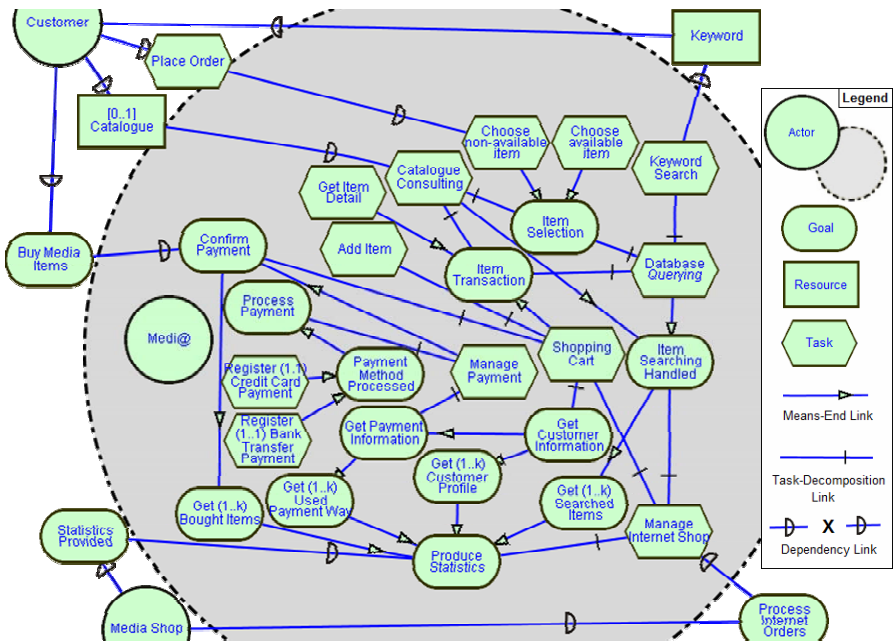 Customer
Keyword
Place Order
[0..1]
Catalogue
Choose
non-available
item
Choose
available
item
Keyword
Search
Catalogue
Consulting
Get Item
Detail
Item
Selection
Buy Media
Items
Confirm
Payment
Add Item
Item
Transaction
Database
Querying
Process
Payment
Medi@
Payment
Method
Processed
Manage
Payment
Shopping
Cart
Item
Searching
Handled
Register (1.1)
Credit Card
Payment
Register
(1..1) Bank
Transfer
Payment
Get Payment
Information
Get
Customer
Information
Get (1..k)
Customer
Profile
Get (1..k)
Used
Payment Way
Get (1..k)
Bought Items
Get (1..k)
Searched
Items
Manage
Internet Shop
Statistics
Provided
Produce
Statistics
Media Shop
Process
Internet
Orders
Legend
Actor
Goal
Resource
Task
Means-End Link
Task-Decomposition
Link
X
Dependency Link